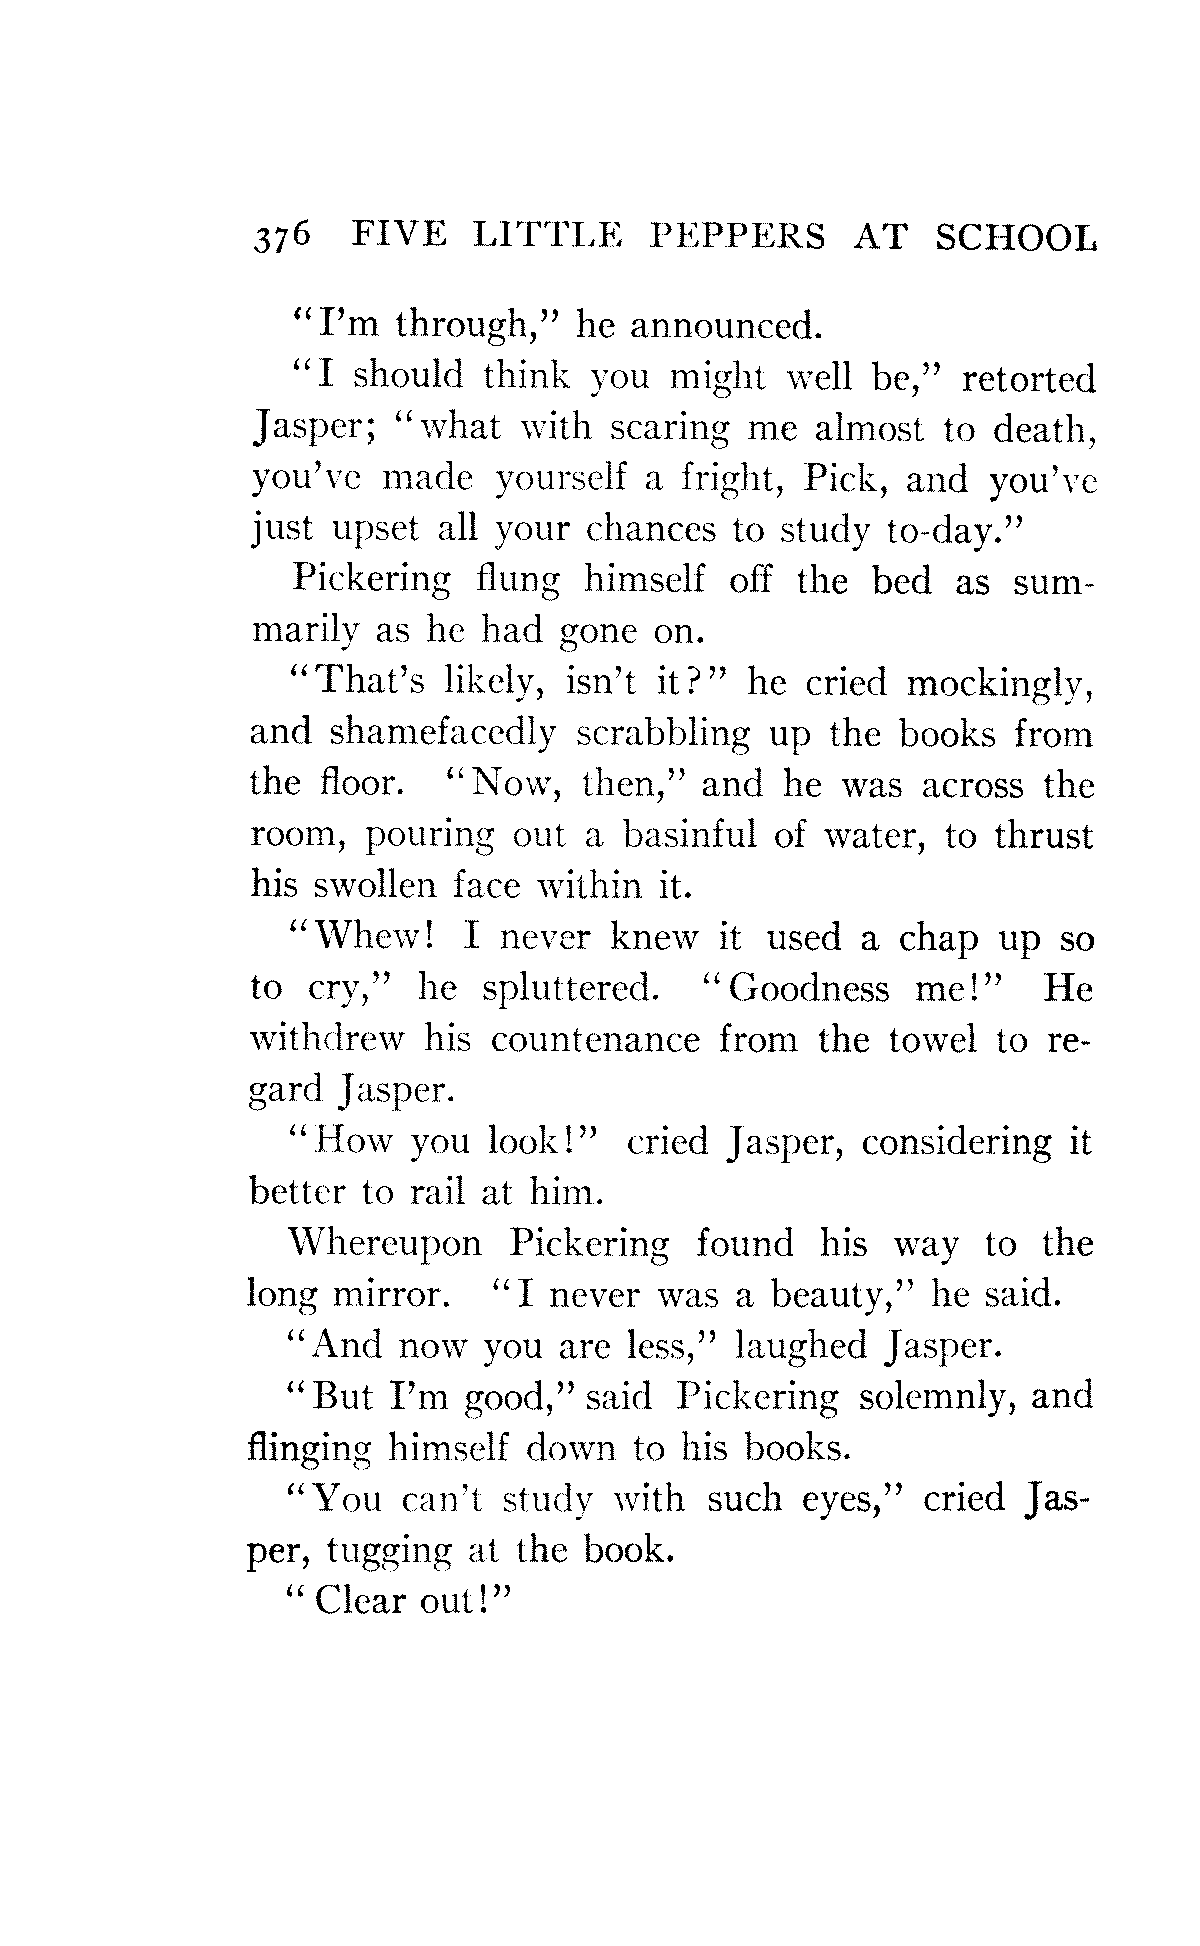 376 FIVE LITTLE PEPPERS AT SCHOOL
"I'm through," he announced.
"I should think you might well be," retorted
Jasper; "what with scaring me almost to death,
you've made yourself a fright, Pick, and you've
just upset all your chances to study to-day."
Pickering flung himself off the bed as sum-
marily as he had gone on.
"That's likely, isn't it?" he cried mockingly,
and shamefacedly scrabbling up the books from
the floor. "Now, then," and he was across the
room, pouring out a basinful of water, to thrust
his swollen face within it.
"Whew! I never knew it used a chap up so
to cry," he spluttered. "Goodness me!" He
withdrew his countenance from the towel to re-
gard Jasper.
"How you look!" cried Jasper, considering it
better to rail at him.
Whereupon Pickering found his way to the
long mirror. "I never was a beauty," he said.
"And now you are less," laughed Jasper.
"But I'm good," said Pickering solemnly, and
flinging himself down to his books.
"You can't study with such eyes," cried Jas-
per, tugging at the book.
"Clear out!"